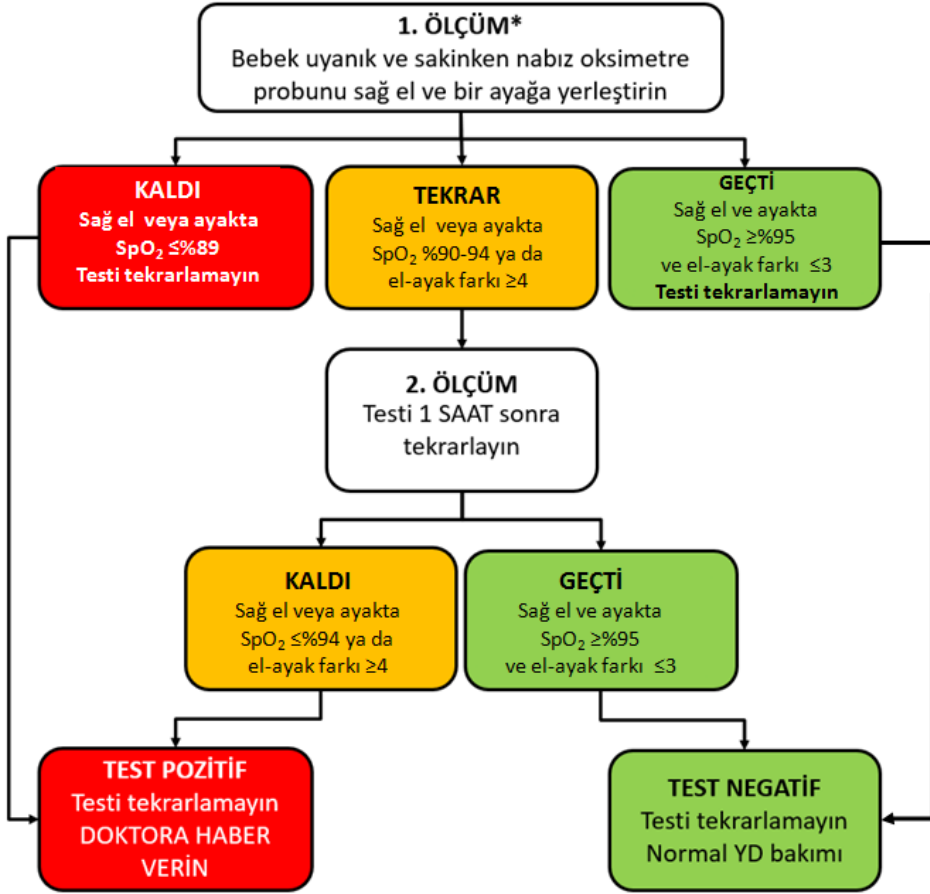 1. ÖLÇÜM*
Bebek uyanık ve sakinken nabız oksimetre
probunu sağ el ve bir ayağa yerleştirin
KALDI
Sağ el veya ayakta
SpO₂ ≤%89
Testi tekrarlamayın
TEKRAR
Sağ el veya ayakta
SpO₂ %90-94 ya da
el-ayak farkı ≥4
GEÇTİ
Sağ el ve ayakta
SpO₂ ≥%95
ve el-ayak farkı ≤3
Testi tekrarlamayın
2. ÖLÇÜM
Testi 1 SAAT sonra
tekrarlayın
KALDI
Sağ el veya ayakta
SpO₂ ≤%94 ya da
el-ayak farkı ≥4
GEÇTİ
Sağ el ve ayakta
SpO₂ ≥%95
ve el-ayak farkı ≤3
TEST POZİTİF
Testi tekrarlamayın
DOKTORA HABER
VERİN
TEST NEGATİF
Testi tekrarlamayın
Normal YD bakımı